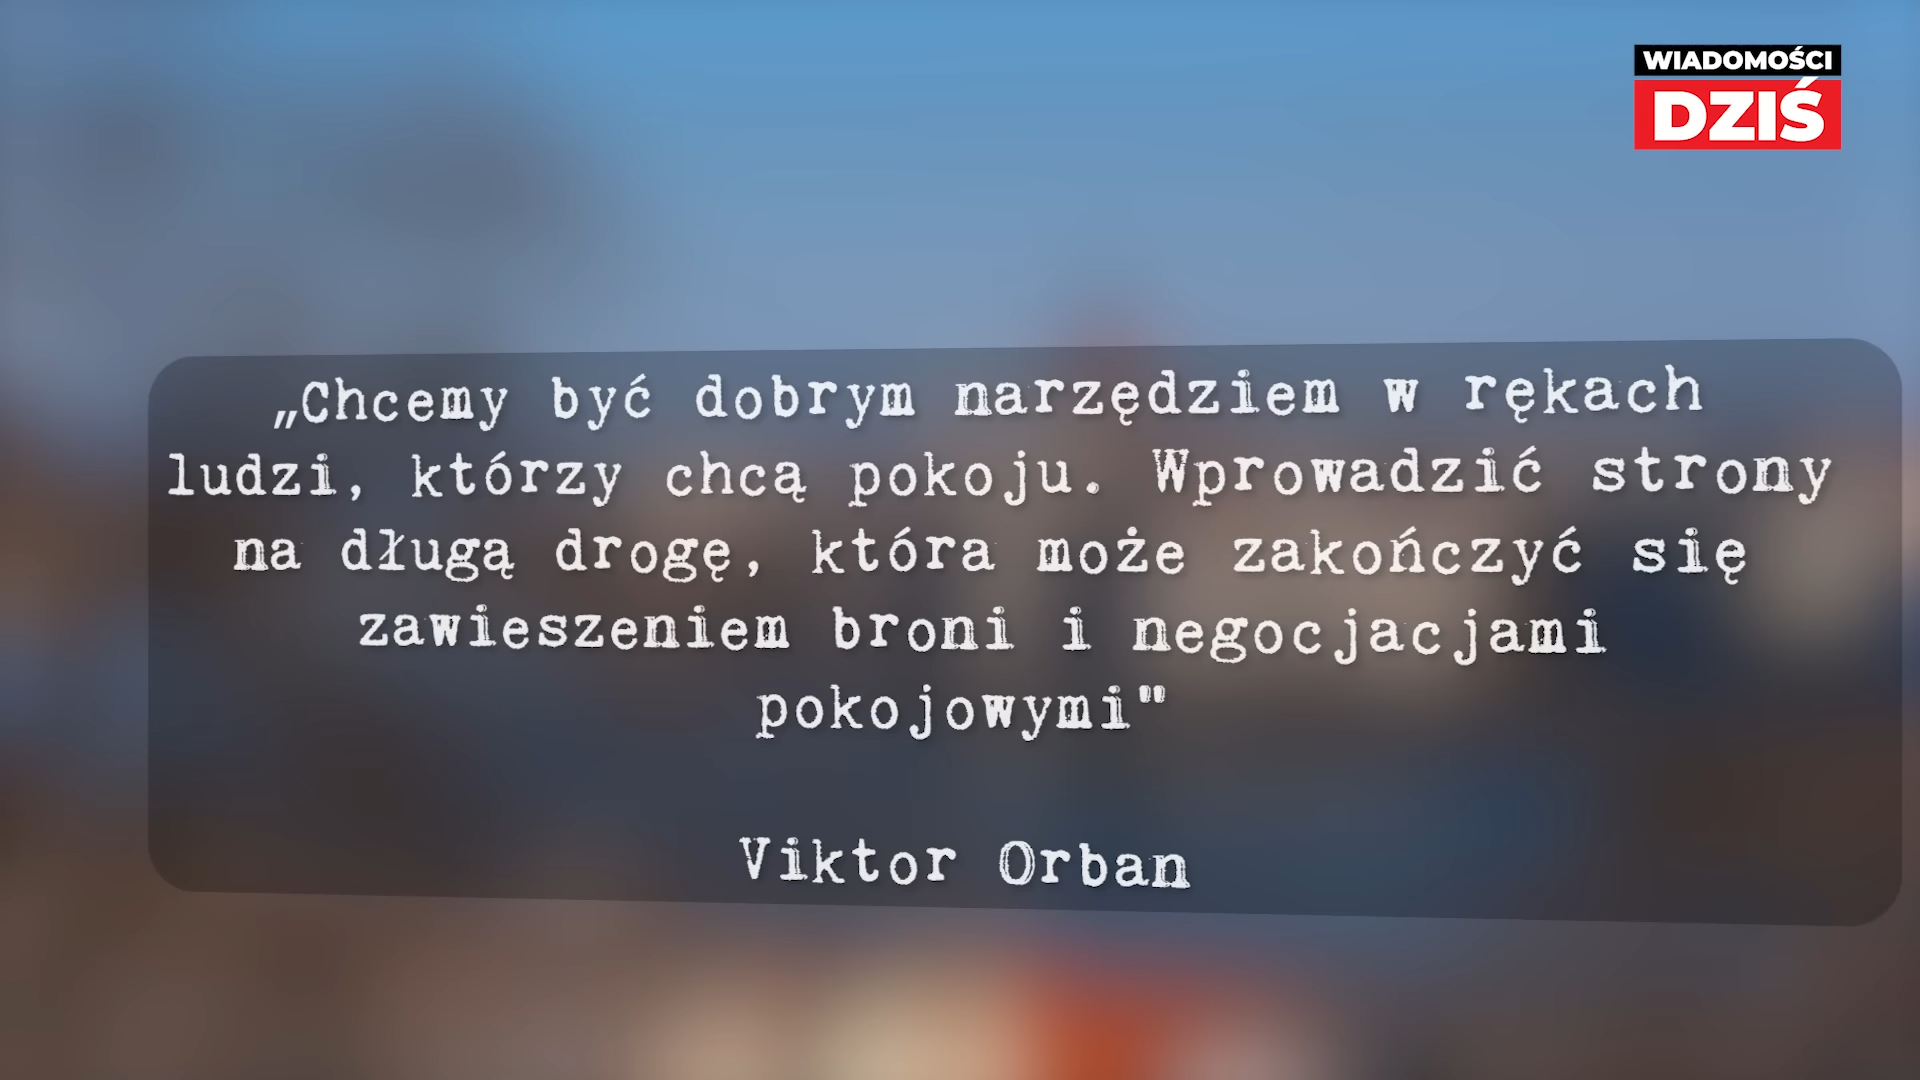 WIADOMOŚCI
DZIŚ
„Chcemy być dobrym narzędziem w rękach
ludzi, którzy chcą pokoju. Wprowadzić strony
na długą drogę, która może zakończyć się
zawieszeniem broni i negocjacjami
pokojowymi"
Viktor Orban